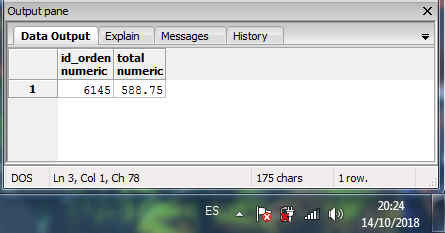 Output pane
Data Output Explain Messages History
id_orden total
numeric numeric
1 6145 588.75
DOS Ln 3, Col 1, Ch 78 175 chars 1 row.
ES 20:24
14/10/2018